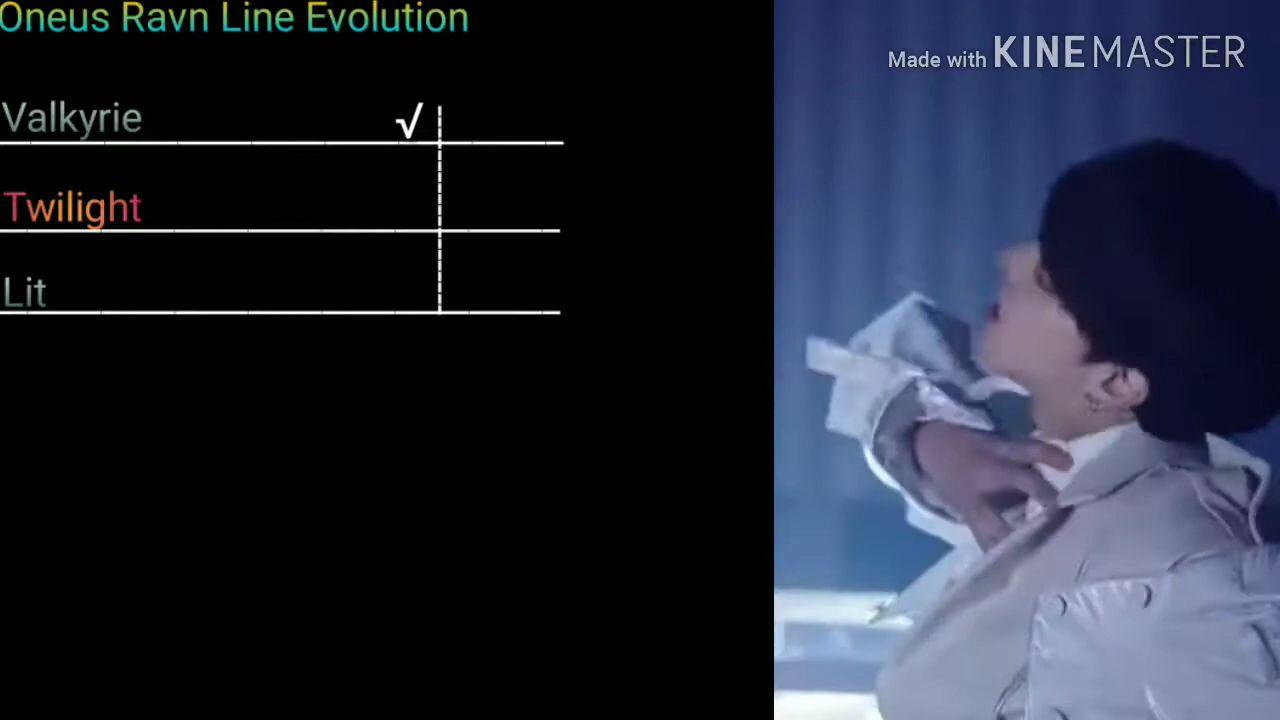 Oneus Ravn Line Evolution
Made with KINEMASTER
Valkyrie √
Twilight
Lit